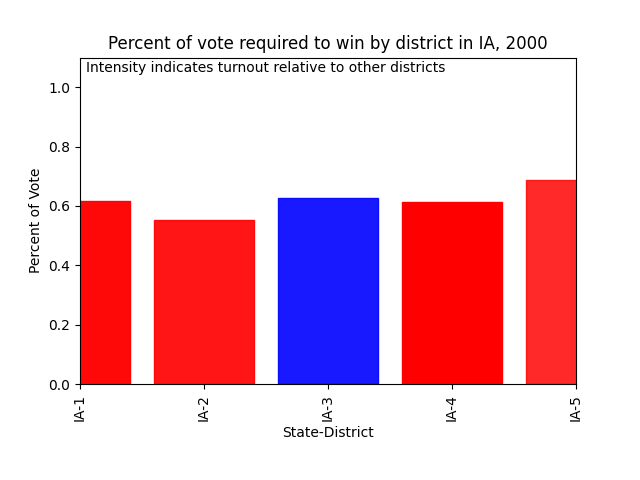 Percent of vote required to win by district in IA, 2000
Intensity indicates turnout relative to other districts
1.0
0.8
0.6
0.4
0.2
0.0
Percent of Vote
IA-1
IA-2
IA-3
IA-4
IA-5
State-District